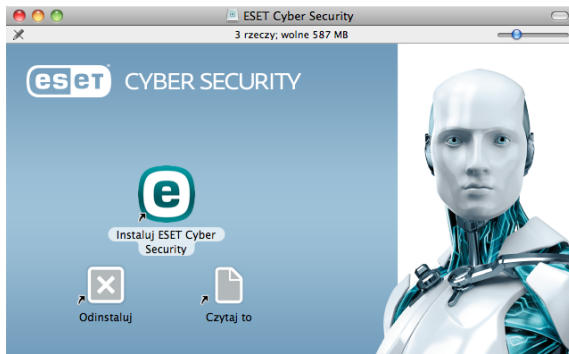 ESET Cyber Security
3 rzeczy; wolne 587 MB
eset CYBER SECURITY
e
Instaluj ESET Cyber
Security
Odinstaluj Czytaj to